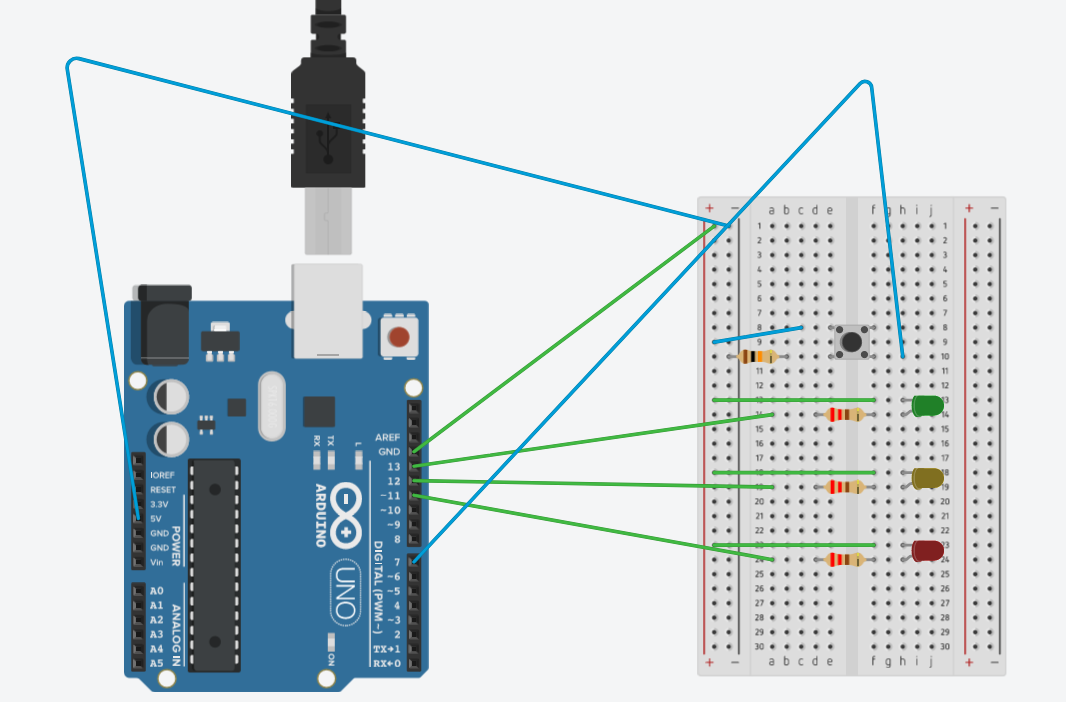 AREF
GND
13
12
~11
~10
~9
8
7
~6
~5
4
~3
2
TX→1
RX←0
DIGITAL (PWM~)
IOREF
RESET
3.3V
5V
GND
GND
Vin
POWER
A0
A1
A2
A3
A4
A5
ANALOG IN
RX
TX
L
ARDUINO
UNO
ON
+ − a b c d e f g h i j + −
1 1
2 2
3 3
4 4
5 5
6 6
7 7
8 8
9 9
10
11 11
12 12
13 13
14 14
15 15
16 16
17 17
18 18
19 19
20 20
21 21
22 22
23 23
24 24
25 25
26 26
27 27
28 28
29 29
30 30
+ − a b c d e f g h i j + −